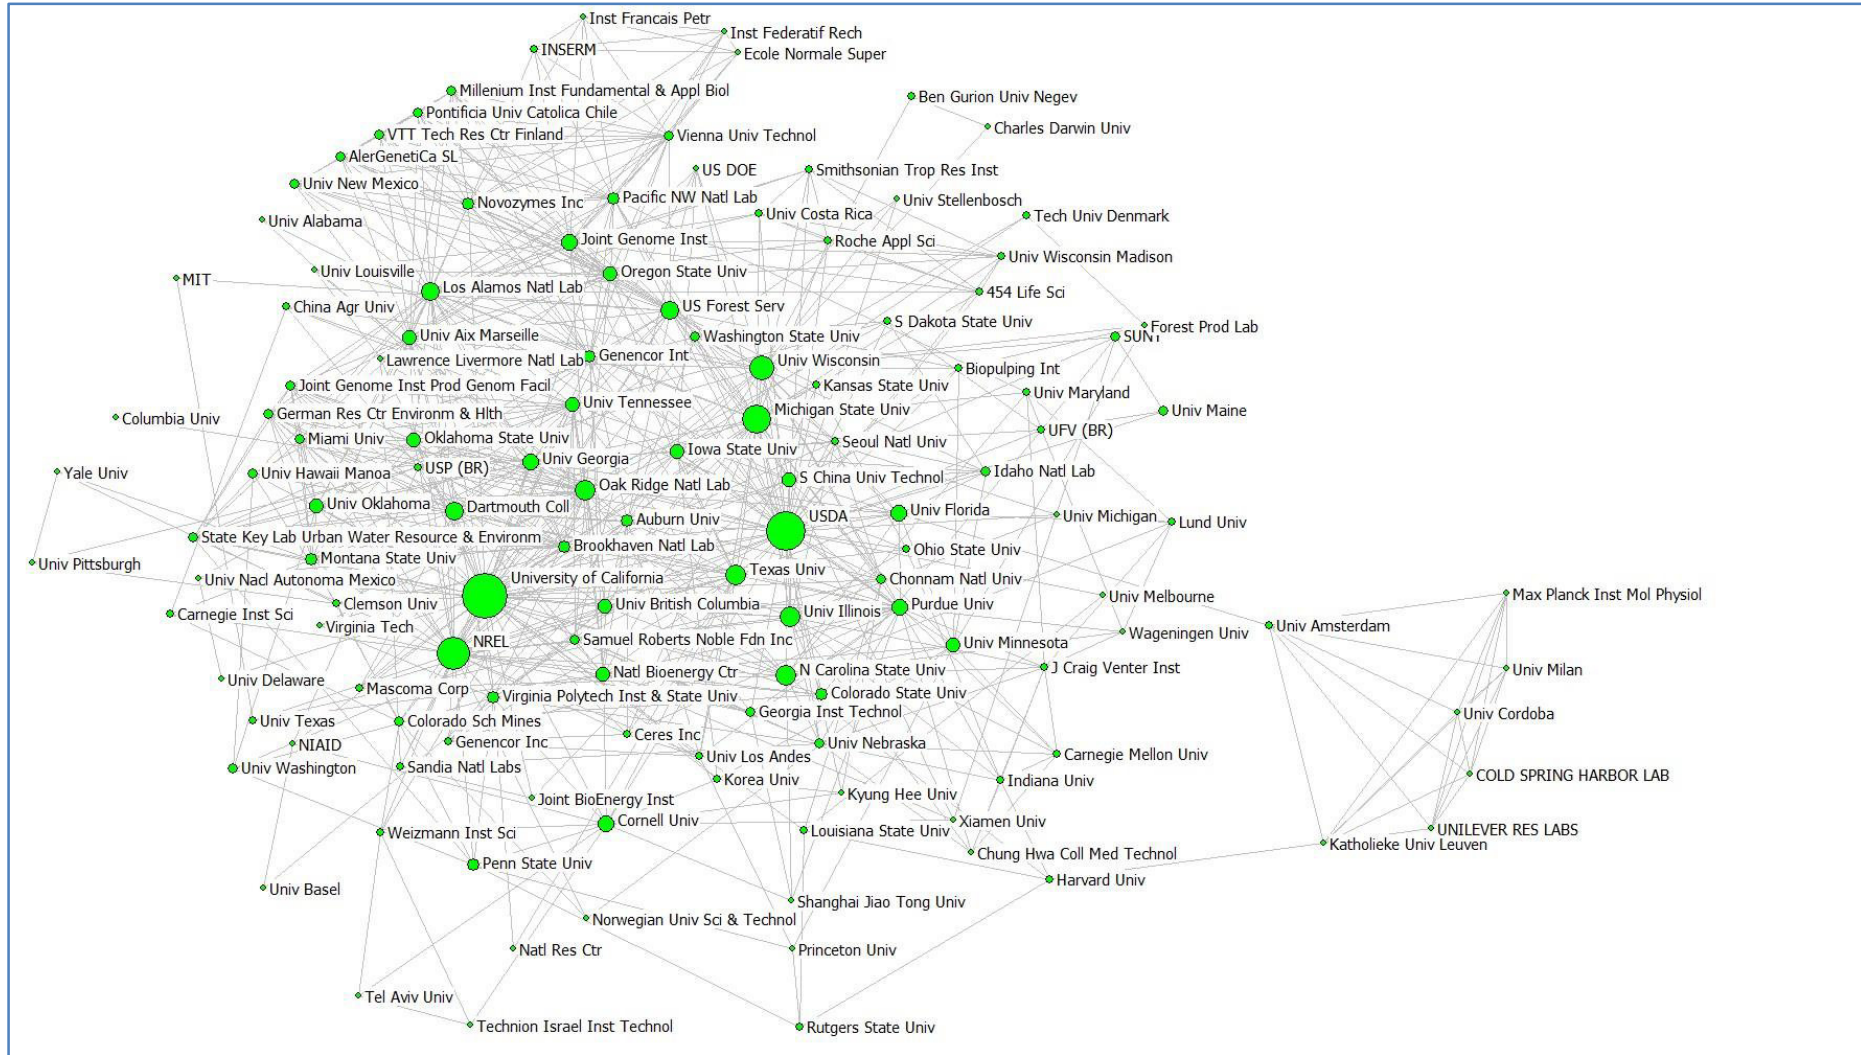 Inst Francais Petr
Inst Federatif Rech
INSERM
Ecole Normale Super
Millenium Inst Fundamental & Appl Biol
Ben Gurion Univ Negev
Pontificia Univ Catolica Chile
Charles Darwin Univ
VTT Tech Res Ctr Finland
Vienna Univ Technol
AlerGenetiCa SL
US DOE
Smithsonian Trop Res Inst
Univ New Mexico
Novozymes Inc
Pacific NW Natl Lab
Univ Stellenbosch
Univ Alabama
Univ Costa Rica
Tech Univ Denmark
Joint Genome Inst
Roche Appl Sci
Univ Wisconsin Madison
MIT
Univ Louisville
Oregon State Univ
Los Alamos Natl Lab
454 Life Sci
China Agr Univ
US Forest Serv
S Dakota State Univ
Forest Prod Lab
Univ Aix Marseille
Washington State Univ
SUNY
Lawrence Livermore Natl Lab
Genencor Int
Univ Wisconsin
Biopulping Int
Joint Genome Inst Prod Genom Facil
Kansas State Univ
Univ Maryland
Columbia Univ
German Res Ctr Environm & Hlth
Univ Tennessee
Michigan State Univ
Univ Maine
Miami Univ
Oklahoma State Univ
Seoul Natl Univ
UFV (BR)
Yale Univ
Univ Hawaii Manoa
USP (BR)
Univ Georgia
Iowa State Univ
Idaho Natl Lab
Oak Ridge Natl Lab
S China Univ Technol
Univ Oklahoma
Dartmouth Coll
Auburn Univ
USDA
Univ Florida
Univ Michigan
Lund Univ
State Key Lab Urban Water Resource & Environm
Brookhaven Natl Lab
Ohio State Univ
Univ Pittsburgh
Montana State Univ
Univ Nacl Autonoma Mexico
University of California
Texas Univ
Chonnam Natl Univ
Carnegie Inst Sci
Clemson Univ
Univ British Columbia
Univ Illinois
Purdue Univ
Univ Melbourne
Max Planck Inst Mol Physiol
Virginia Tech
NREL
Samuel Roberts Noble Fdn Inc
Univ Minnesota
Wageningen Univ
Univ Amsterdam
Univ Delaware
Mascoma Corp
Natl Bioenergy Ctr
N Carolina State Univ
J Craig Venter Inst
Univ Milan
Virginia Polytech Inst & State Univ
Colorado State Univ
Univ Texas
Colorado Sch Mines
Georgia Inst Technol
Univ Cordoba
NIAID
Genencor Inc
Ceres Inc
Univ Nebraska
Univ Washington
Sandia Natl Labs
Univ Los Andes
Carnegie Mellon Univ
Korea Univ
Indiana Univ
COLD SPRING HARBOR LAB
Joint BioEnergy Inst
Kyung Hee Univ
Weizmann Inst Sci
Cornell Univ
Louisiana State Univ
Xiamen Univ
UNILEVER RES LABS
Katholieke Univ Leuven
Penn State Univ
Chung Hwa Coll Med Technol
Univ Basel
Harvard Univ
Shanghai Jiao Tong Univ
Norwegian Univ Sci & Technol
Natl Res Ctr
Princeton Univ
Tel Aviv Univ
Technion Israel Inst Technol
Rutgers State Univ